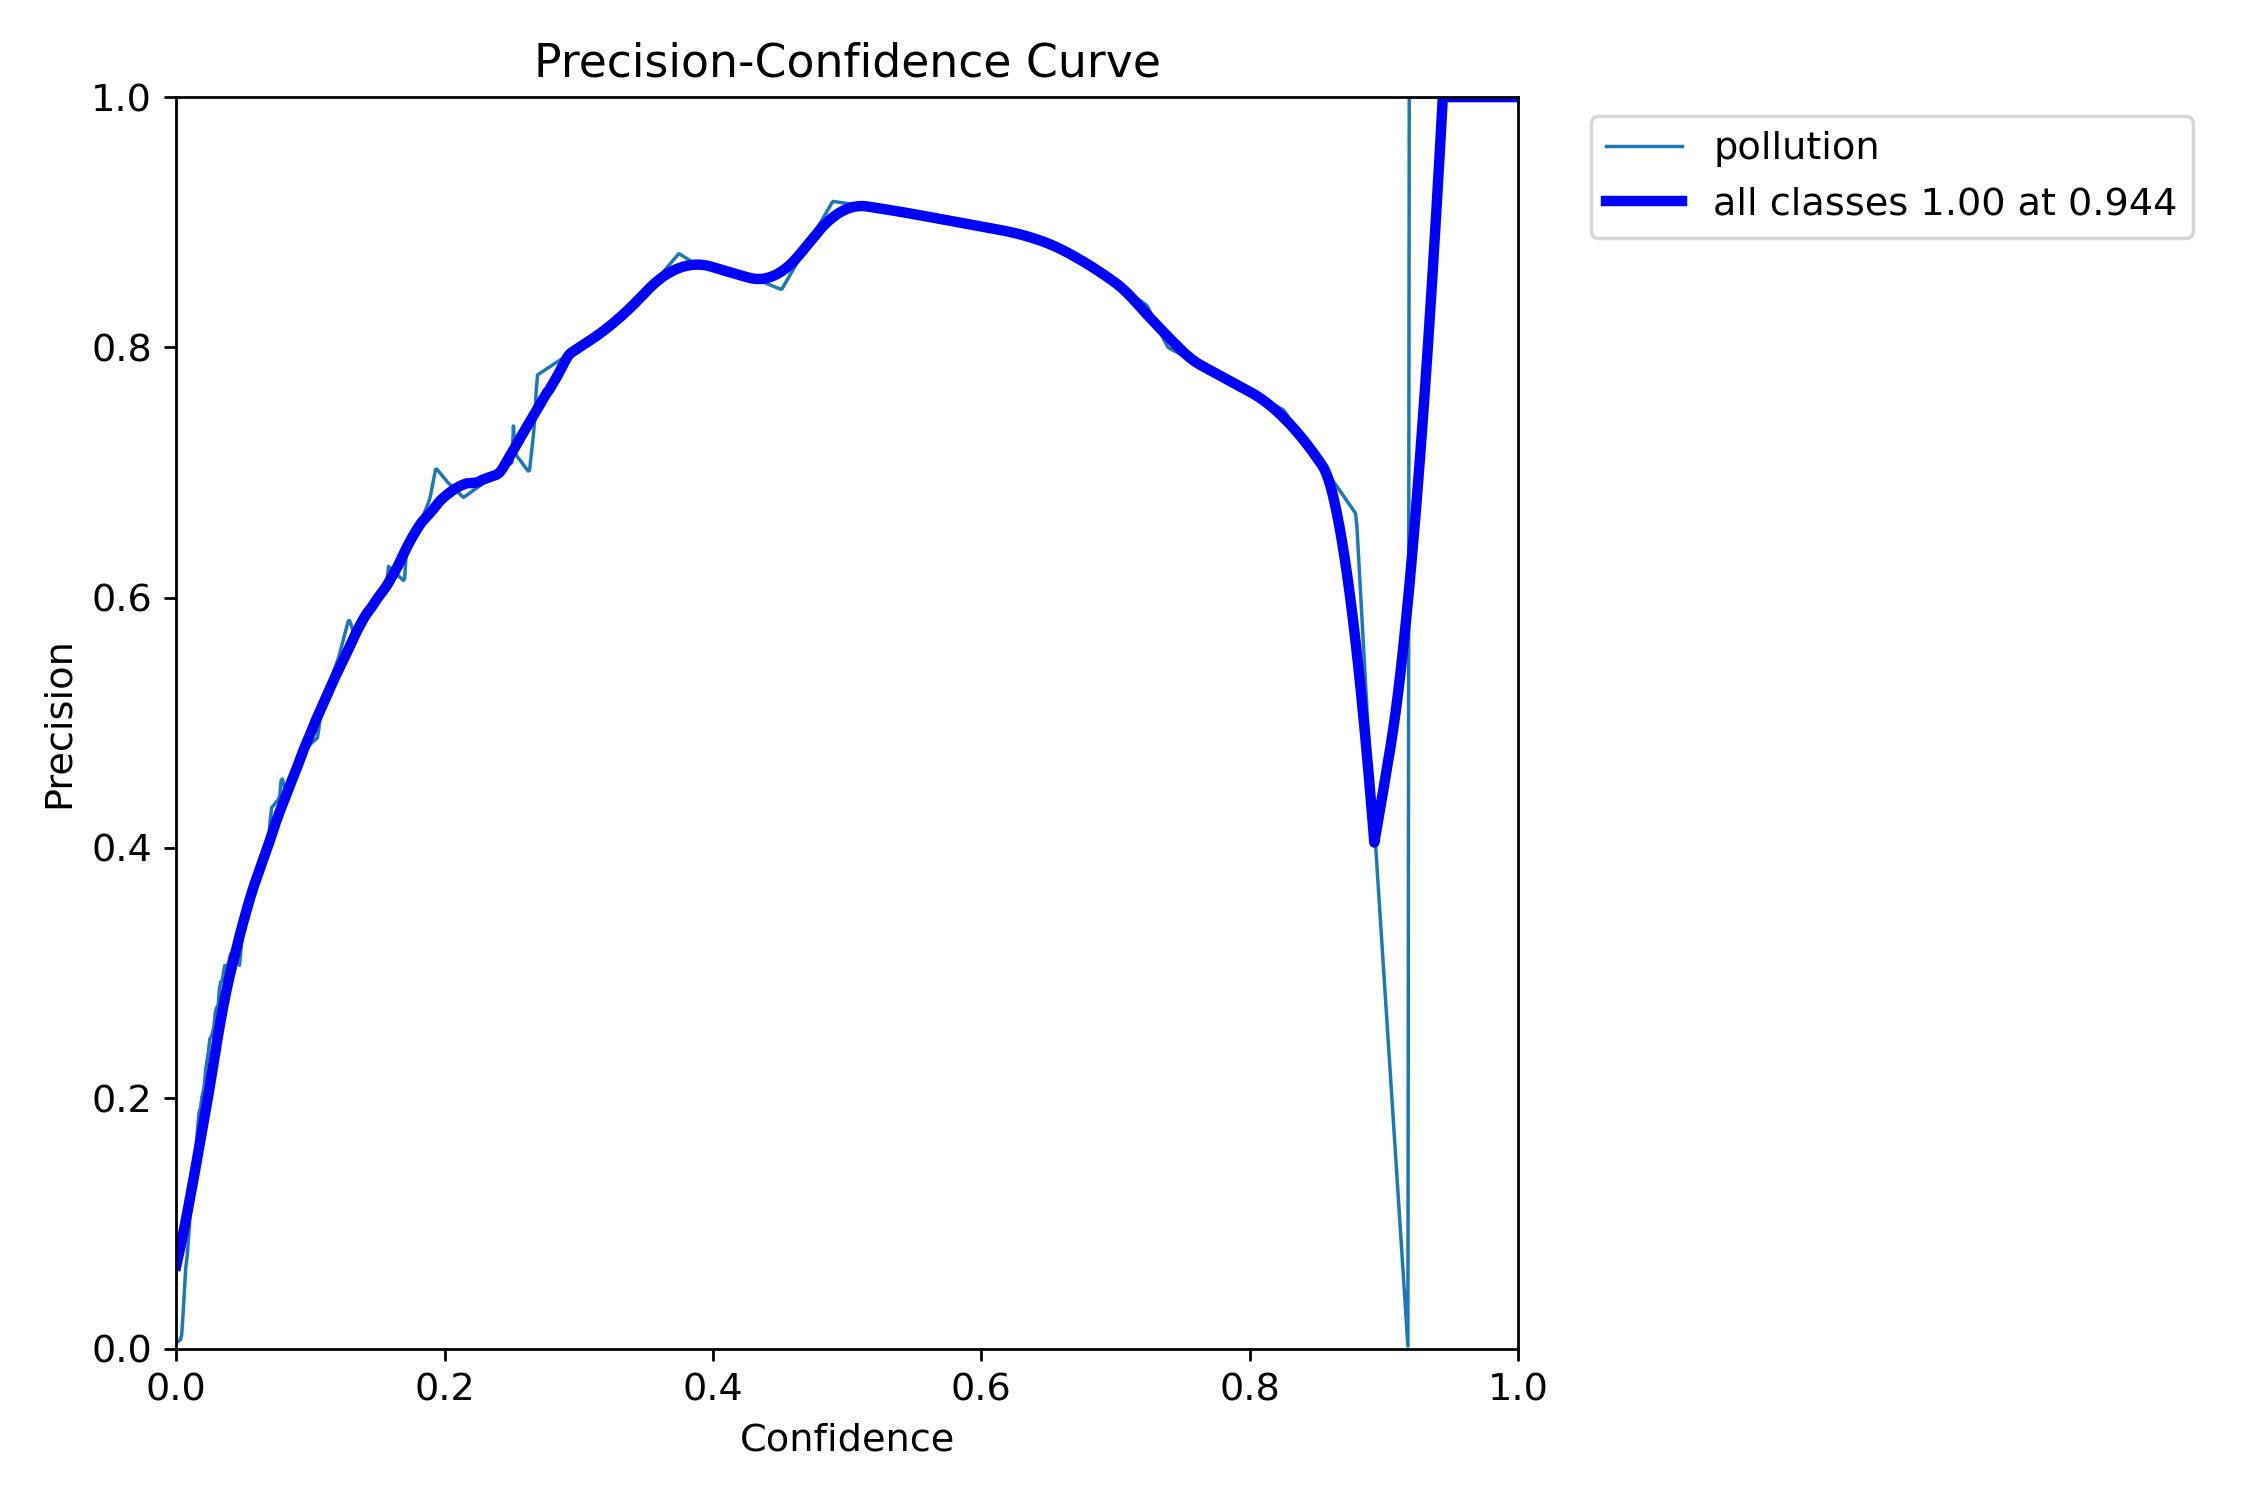 Precision-Confidence Curve
1.0
0.8
0.6
0.4
0.2
0.0
Precision
0.0 0.2 0.4 0.6 0.8 1.0
Confidence
pollution
all classes 1.00 at 0.944